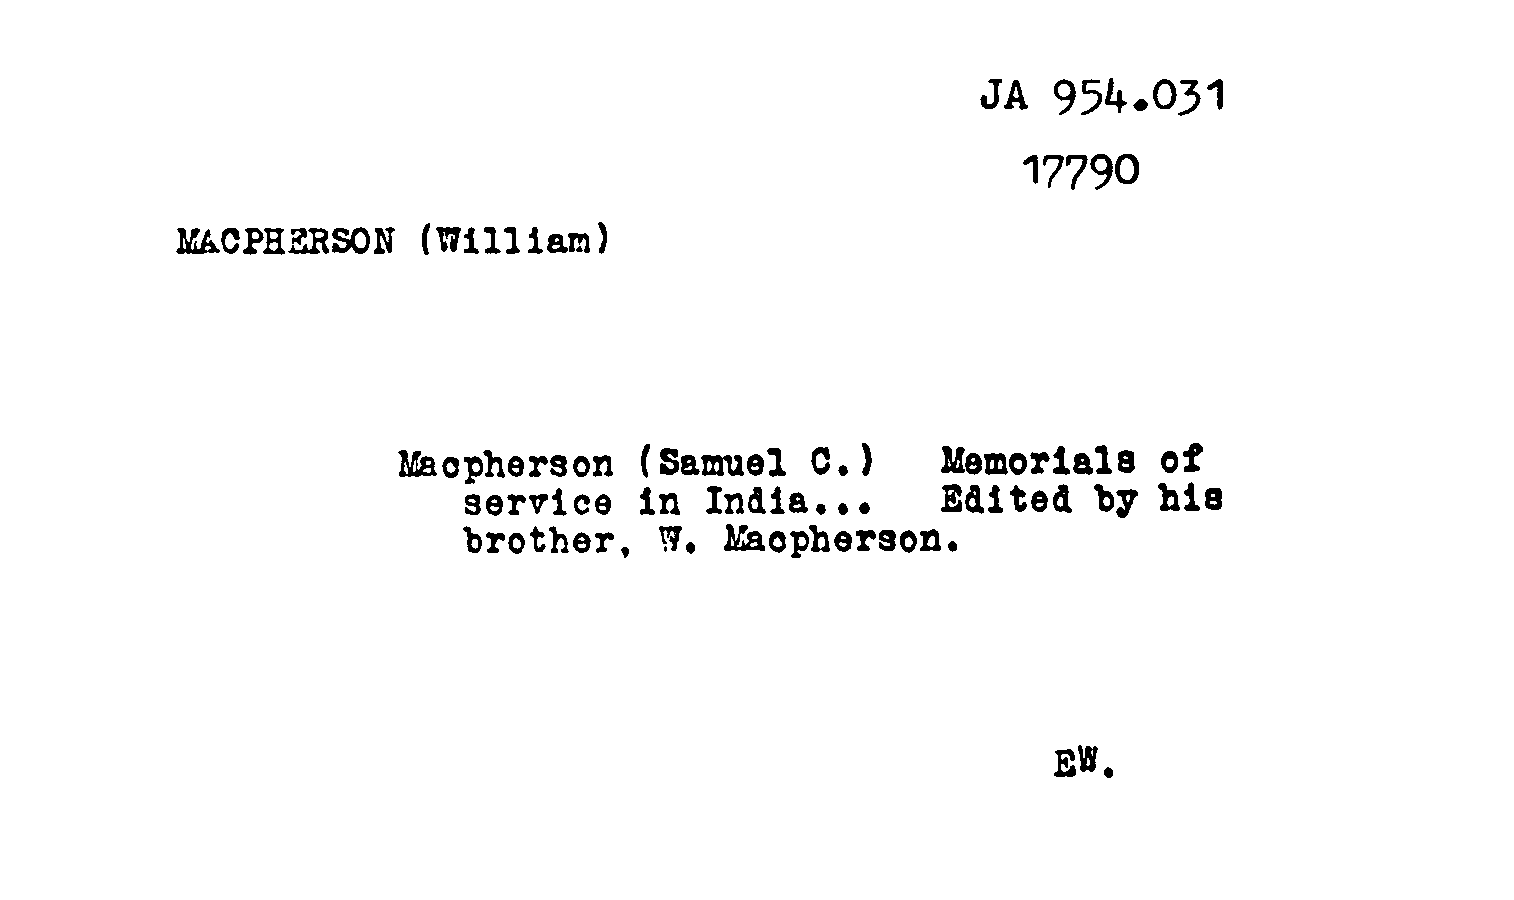 JA 954.031
17790
MACPHERSON (William)
Macpherson (Samuel C.) Memorials of
service in India... Edited by his
brother, W. Macpherson.
EW.